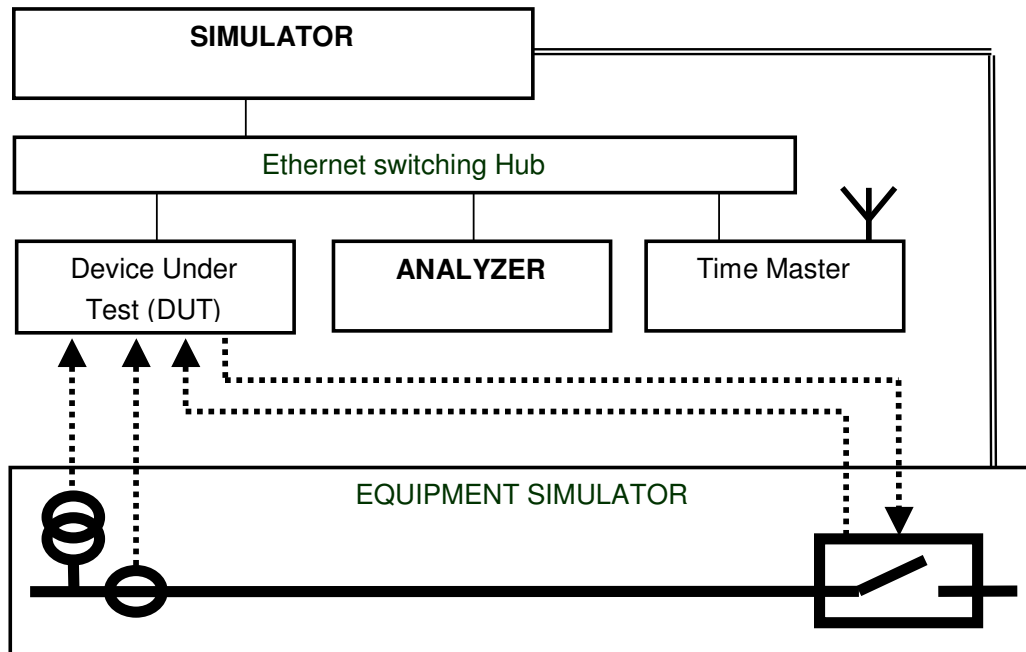 SIMULATOR
Ethernet switching Hub
Device Under
Test (DUT)
ANALYZER
Time Master
EQUIPMENT SIMULATOR